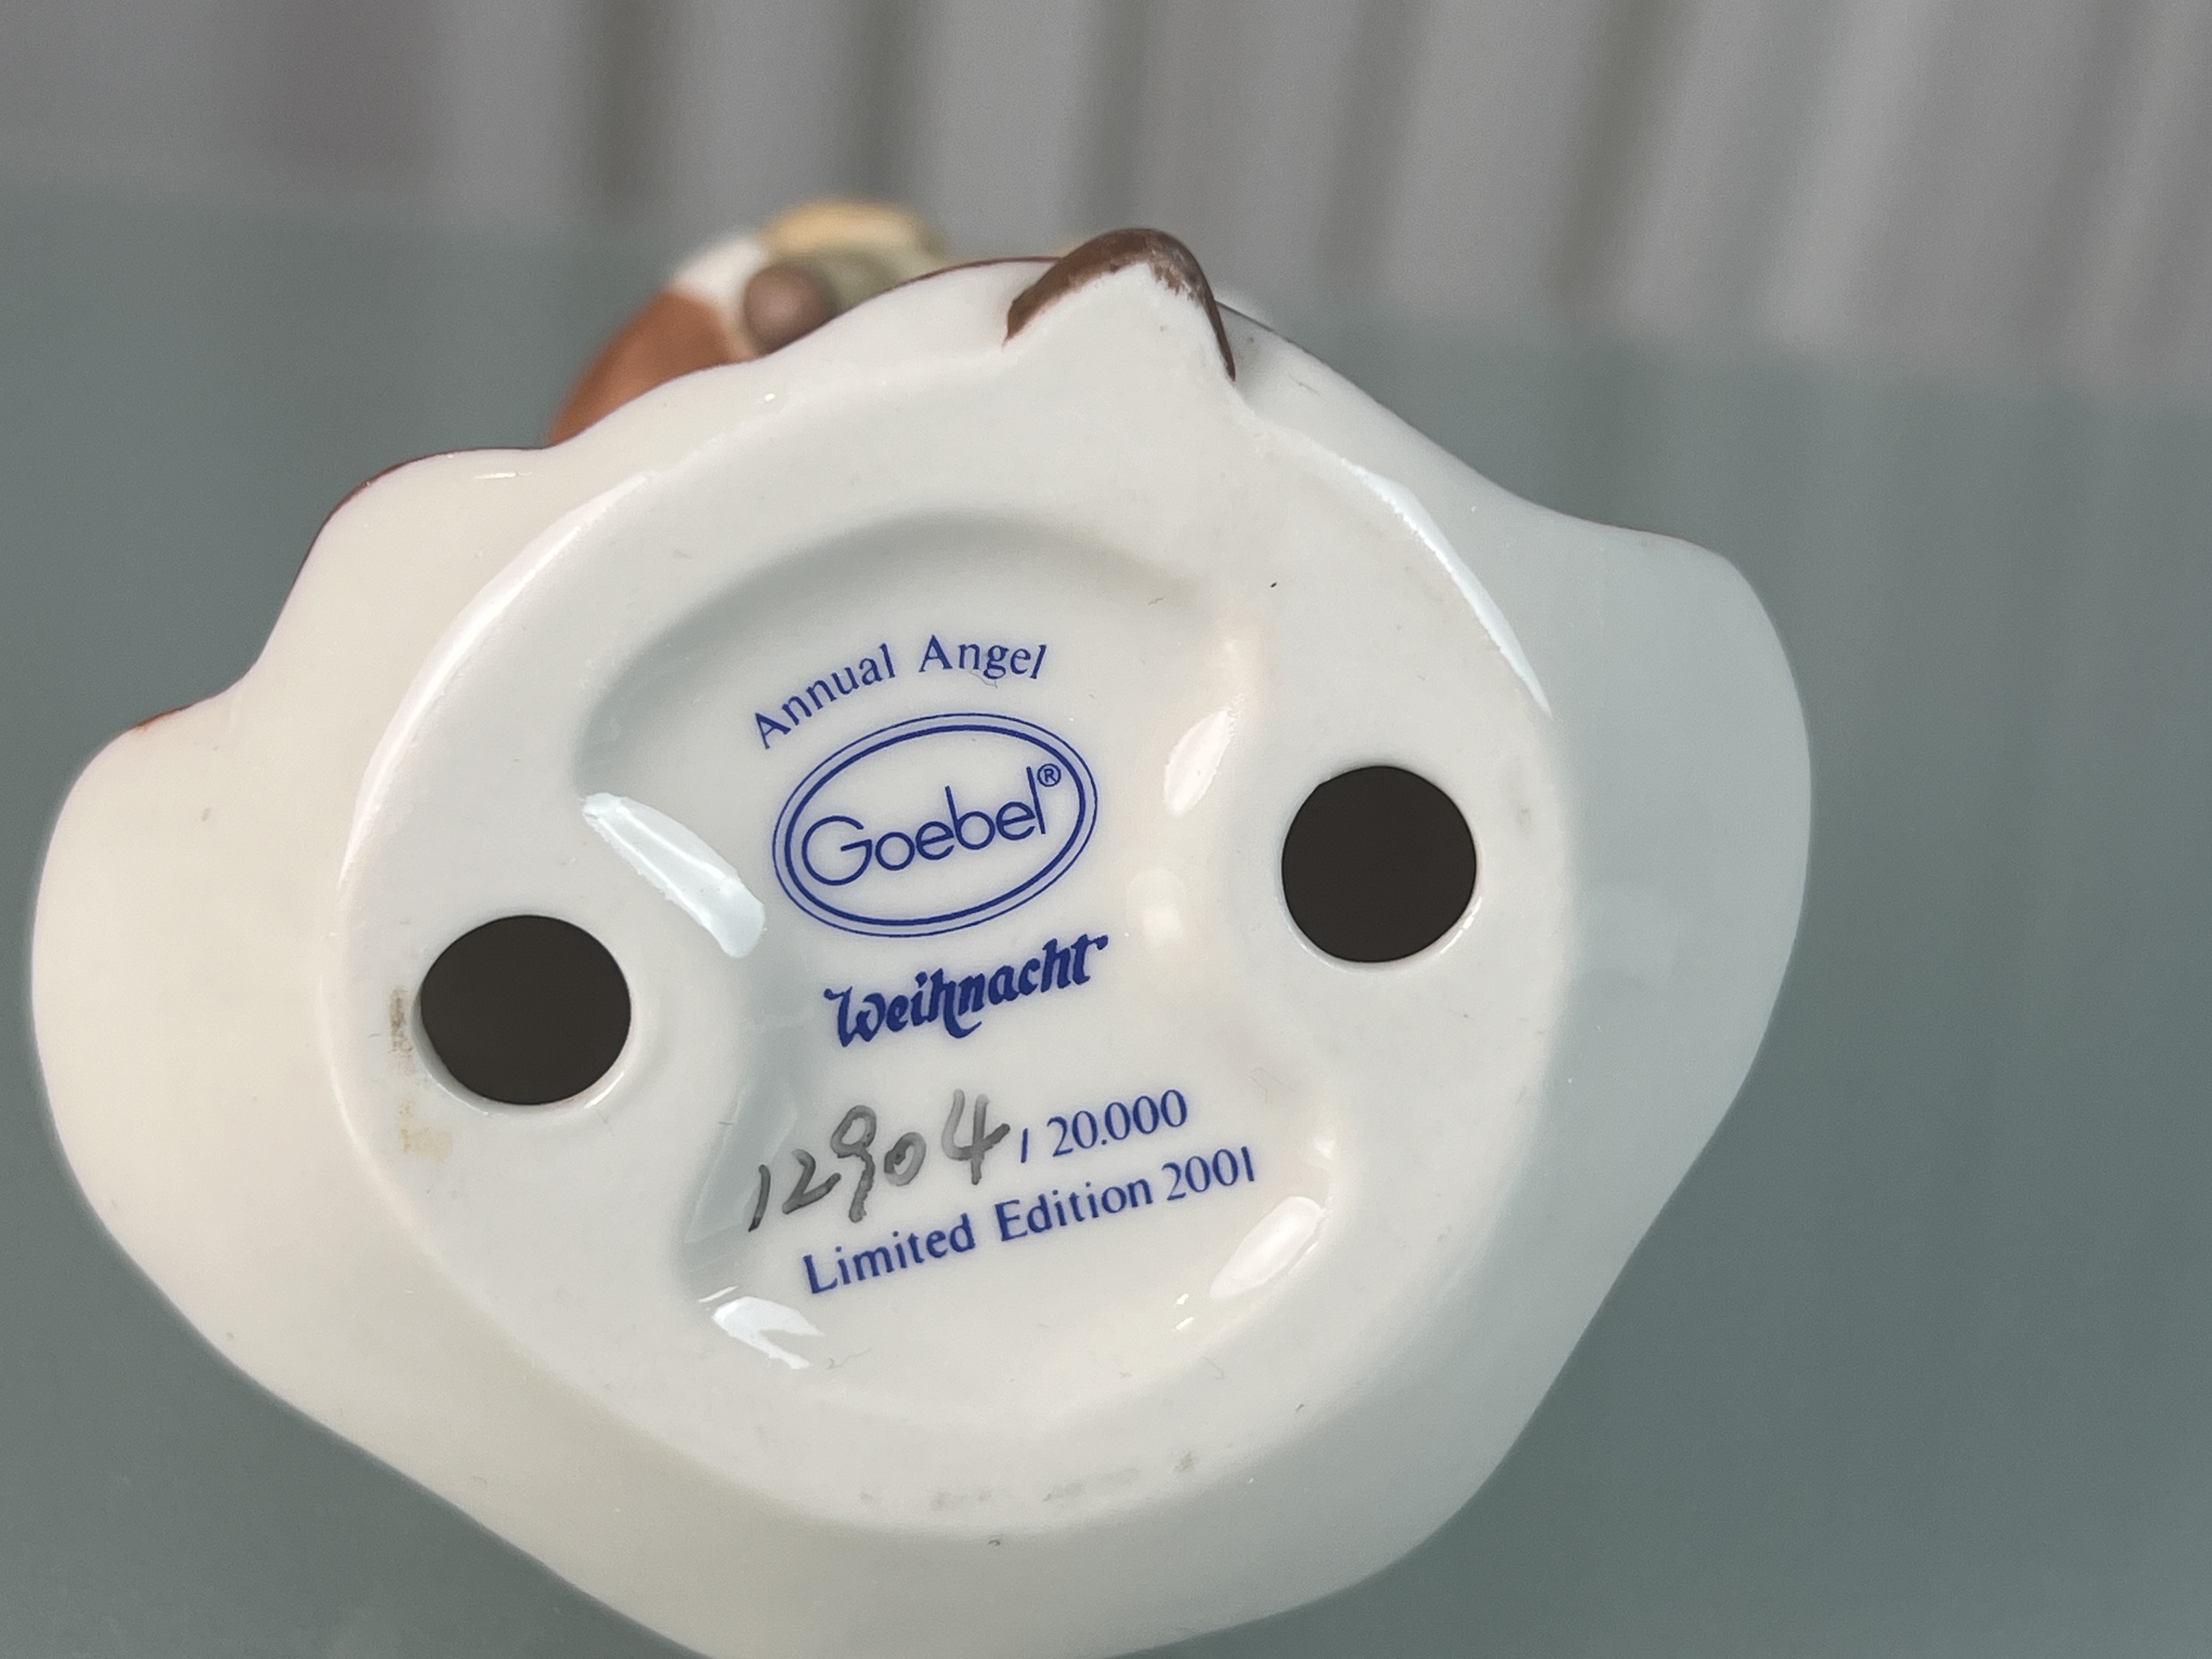 Annual Angel
Goebel®
Weihnacht
12904 / 20.000
Limited Edition 2001